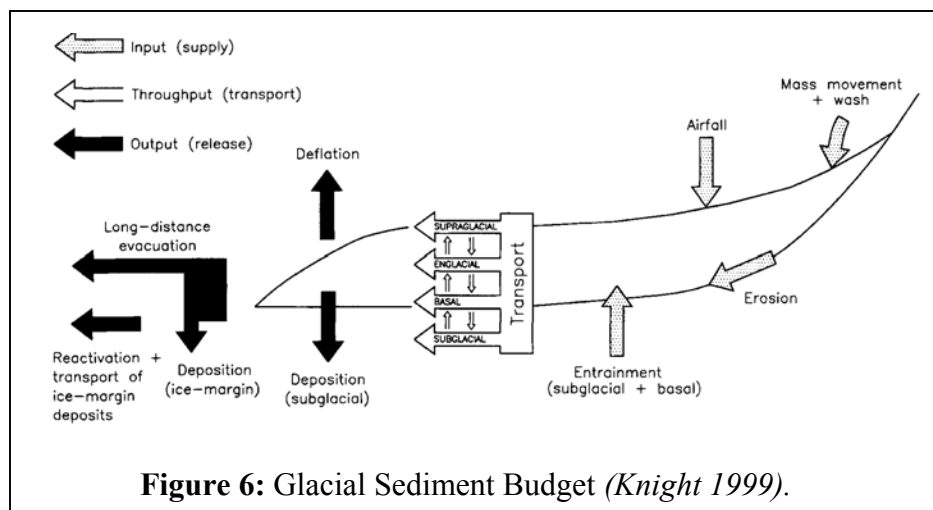 Input (supply)
Throughput (transport)
Output (release)
Mass movement
+ wash
Airfall
Deflation
Long-distance
evacuation
SUPRAGLACIAL
ENGLACIAL
BASAL
SUBGLACIAL
Transport
Erosion
Reactivation +
transport of
ice-margin
deposits
Deposition
(ice-margin)
Deposition
(subglacial)
Entrainment
(subglacial + basal)
Figure 6: Glacial Sediment Budget (Knight 1999).